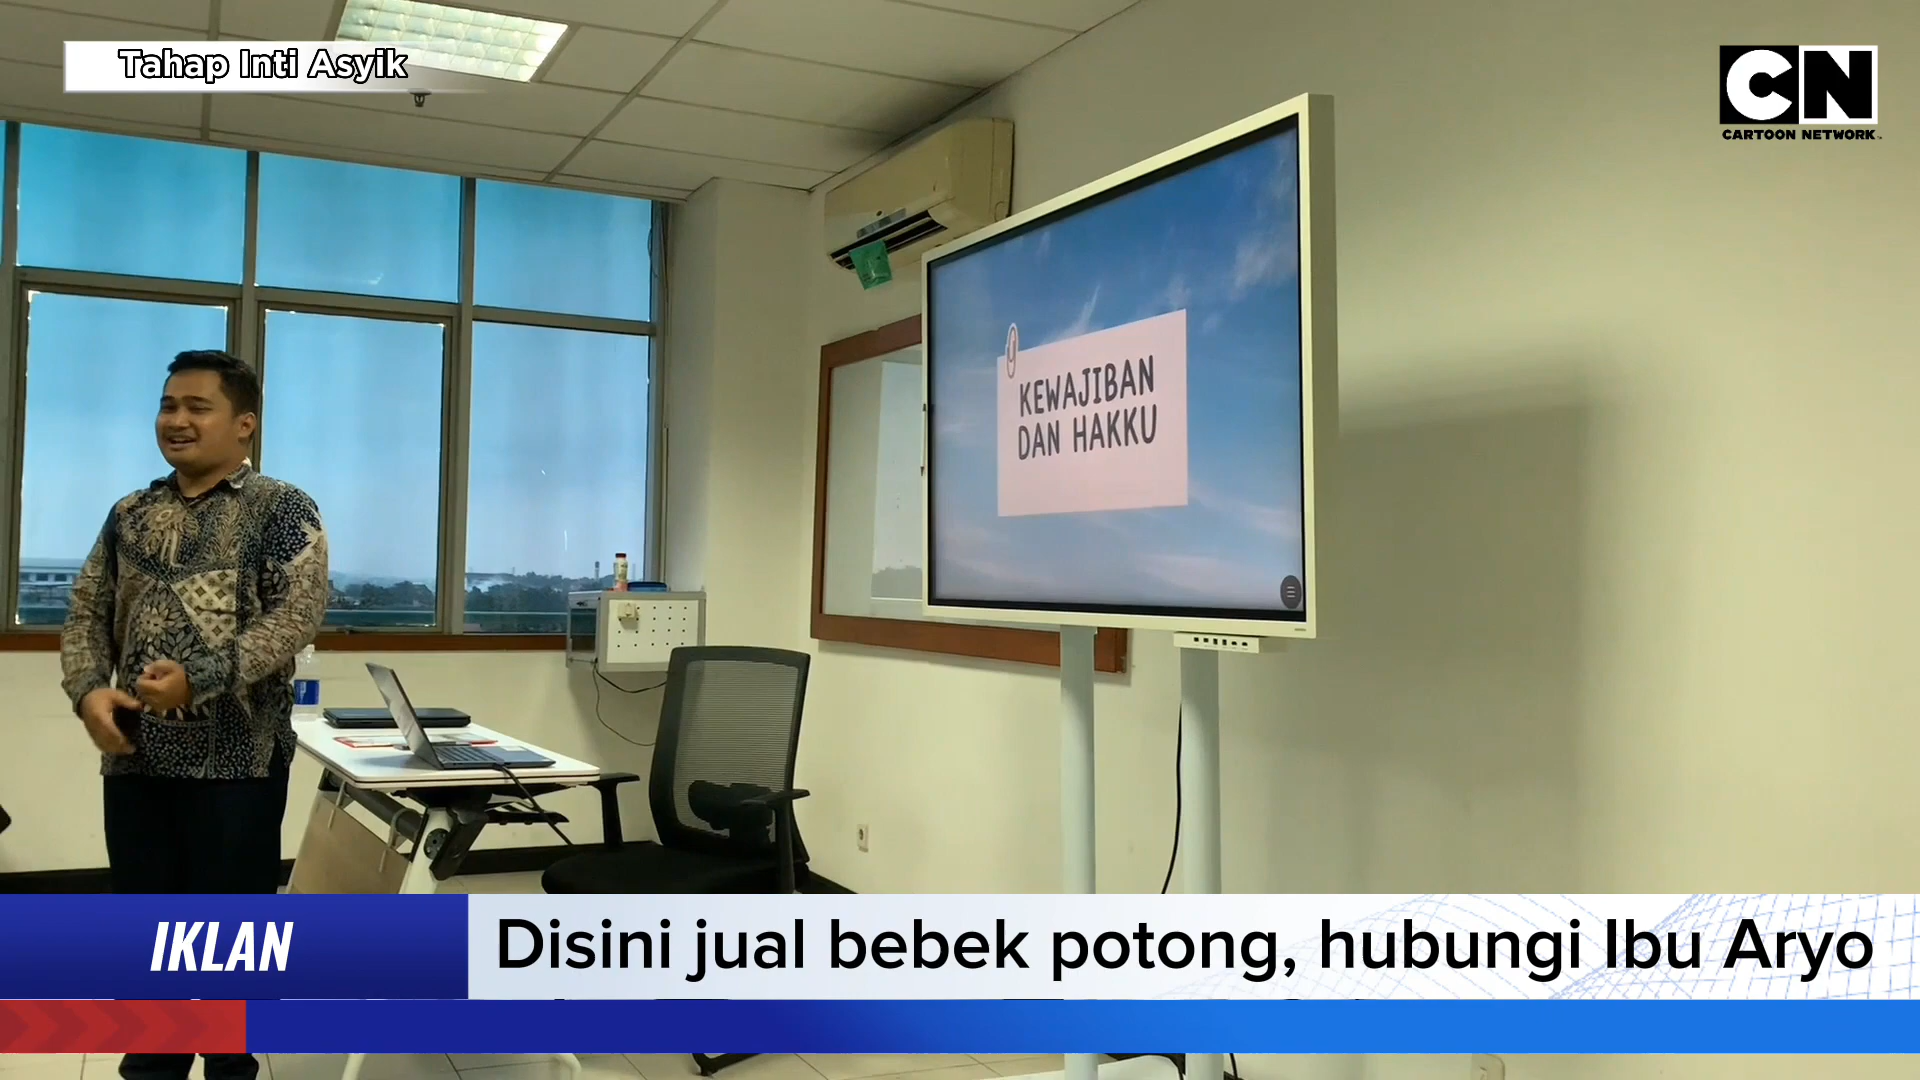 Tahap Inti Asyik
CN
CARTOON NETWORK
KEWAJIBAN
DAN HAKKU
IKLAN
Disini jual bebek potong, hubungi Ibu Aryo